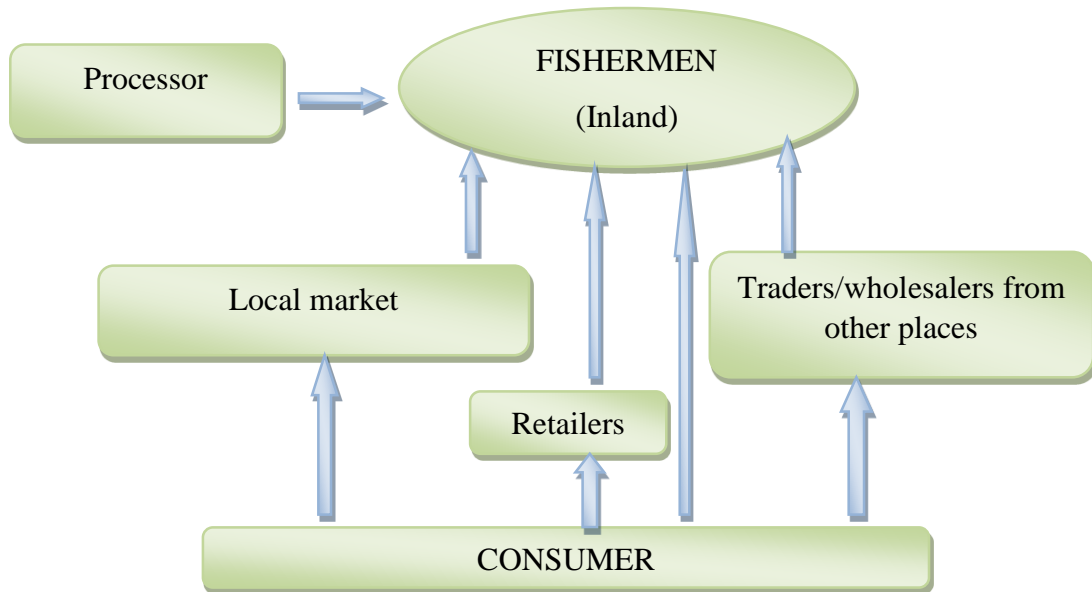 Processor
FISHERMEN
(Inland)
Local market
Traders/wholesalers from
other places
Retailers
CONSUMER